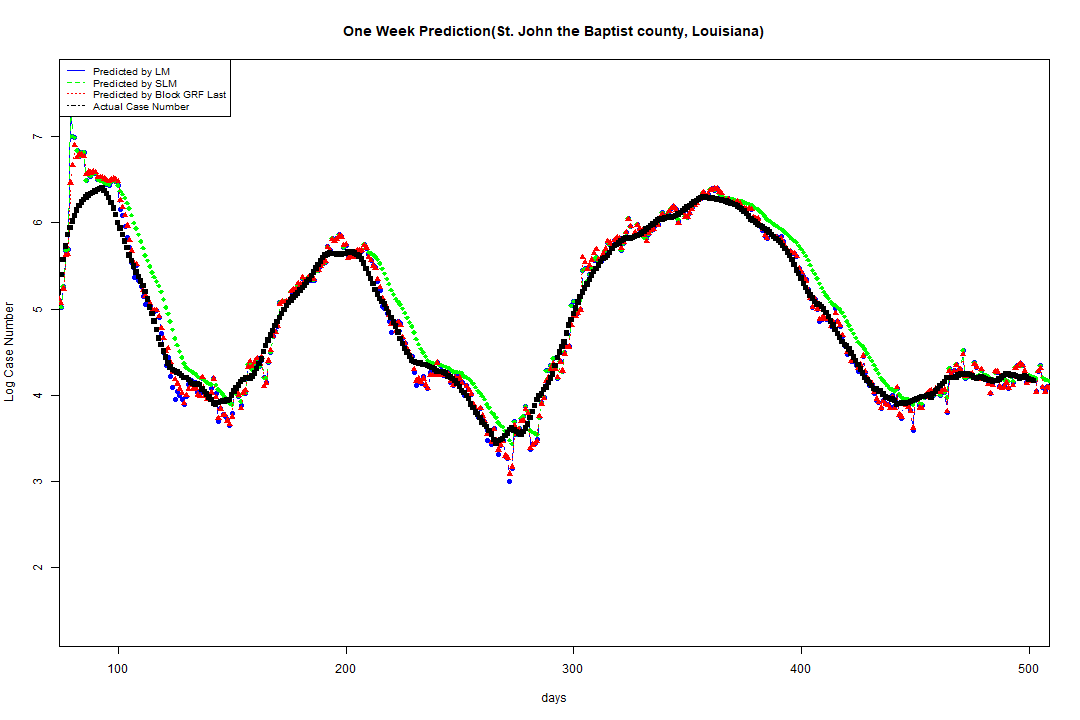 One Week Prediction(St. John the Baptist county, Louisiana)
Predicted by LM
Predicted by SLM
Predicted by Block GRF Last
Actual Case Number
7
6
5
4
3
2
Log Case Number
100 200 300 400 500
days